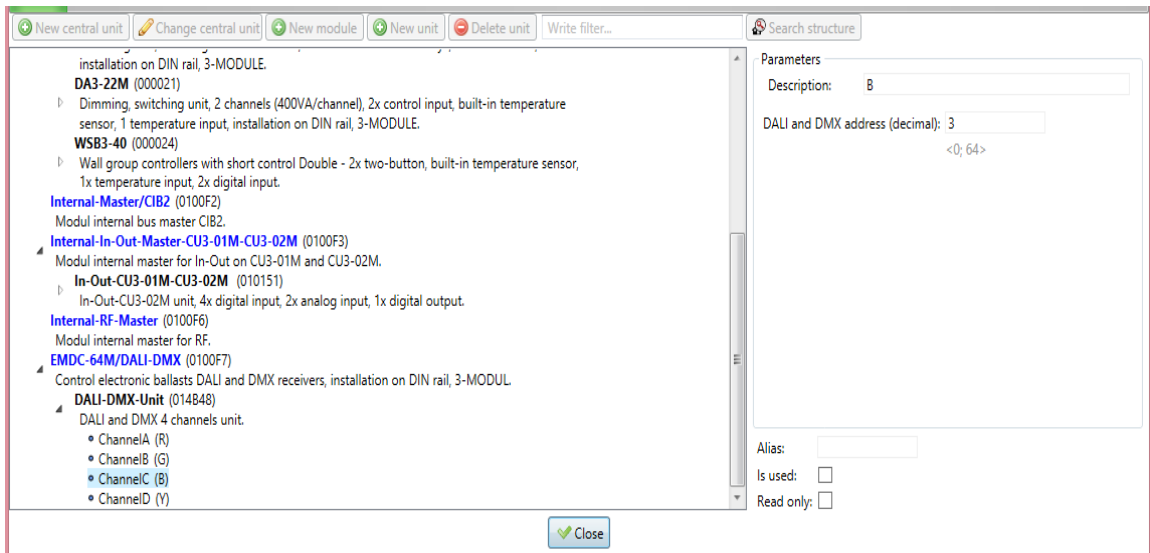 New central unit Change central unit New module New unit Delete unit Write filter... Search structure
installation on DIN rail, 3-MODULE.
DA3-22M (000021)
Dimming, switching unit, 2 channels (400VA/channel), 2x control input, built-in temperature
sensor, 1 temperature input, installation on DIN rail, 3-MODULE.
WSB3-40 (000024)
Wall group controllers with short control Double - 2x two-button, built-in temperature sensor,
1x temperature input, 2x digital input.
Internal-Master/CIB2 (0100F2)
Modul internal bus master CIB2.
Internal-In-Out-Master-CU3-01M-CU3-02M (0100F3)
Modul internal master for In-Out on CU3-01M and CU3-02M.
In-Out-CU3-01M-CU3-02M (010151)
In-Out-CU3-02M unit, 4x digital input, 2x analog input, 1x digital output.
Internal-RF-Master (0100F6)
Modul internal master for RF.
EMDC-64M/DALI-DMX (0100F7)
Control electronic ballasts DALI and DMX receivers, installation on DIN rail, 3-MODUL.
DALI-DMX-Unit (014B48)
DALI and DMX 4 channels unit.
ChannelA (R)
ChannelB (G)
ChannelC (B)
ChannelD (Y)
Parameters
Description: B
DALI and DMX address (decimal): 3
<0; 64>
Alias:
Is used:
Read only:
Close